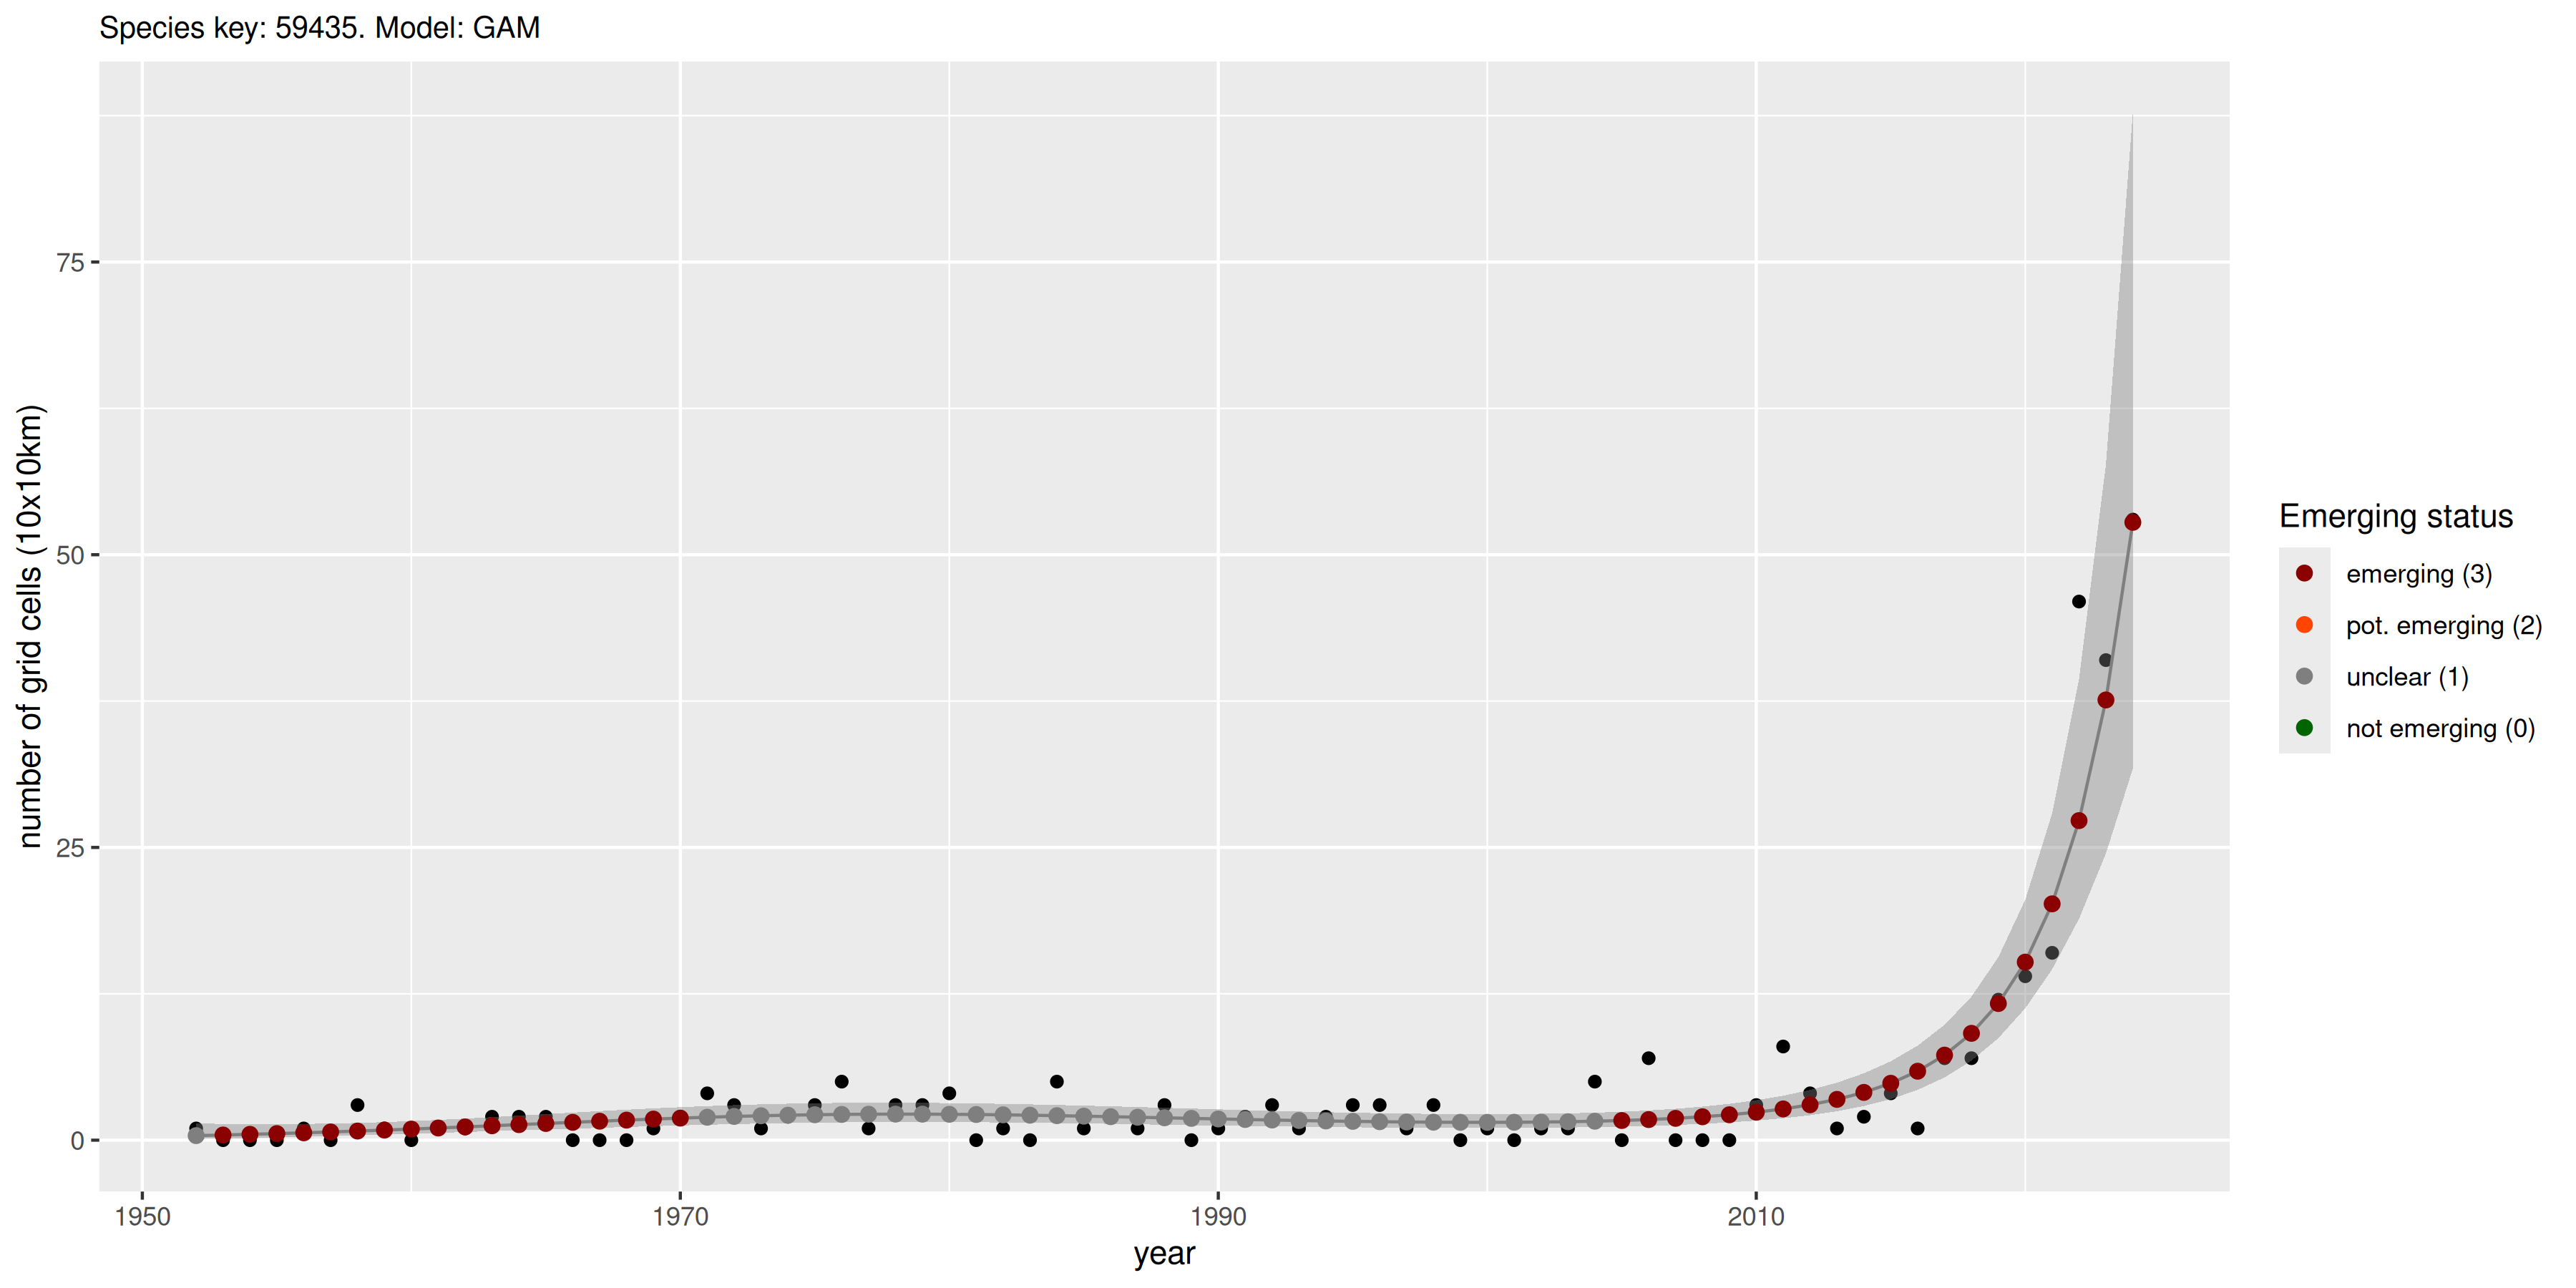 Species key: 59435. Model: GAM
number of grid cells (10x10km)
75
50
25
0
1950
1970
1990
2010
year
Emerging status
emerging (3)
pot. emerging (2)
unclear (1)
not emerging (0)